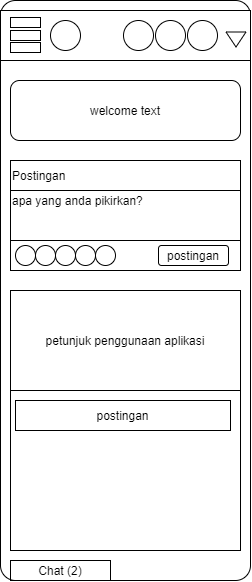 welcome text
Postingan
apa yang anda pikirkan?
postingan
petunjuk penggunaan aplikasi
postingan
Chat (2)